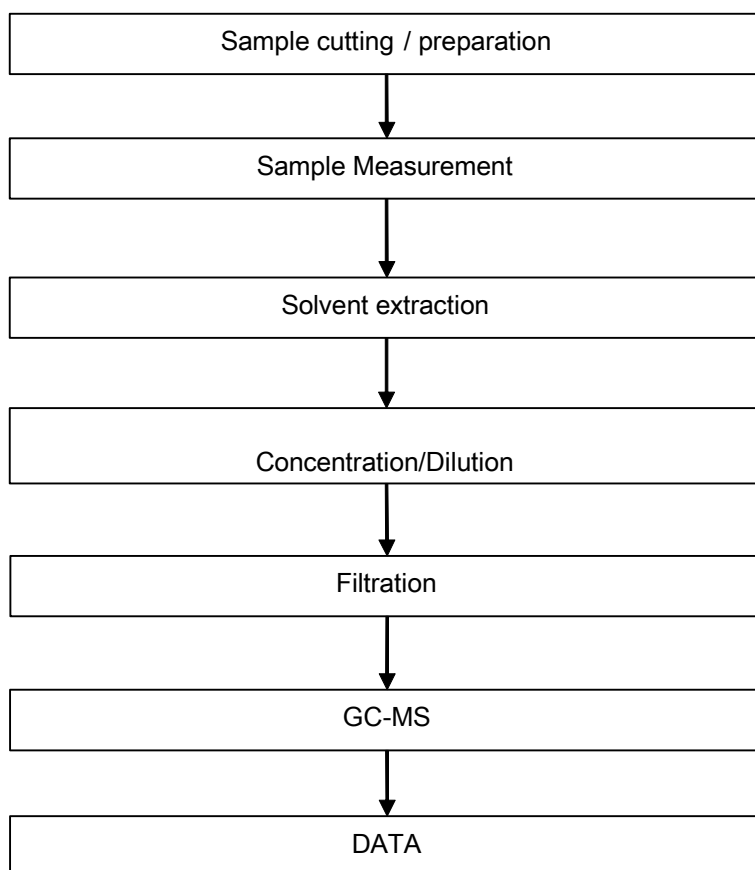 Sample cutting / preparation
Sample Measurement
Solvent extraction
Concentration/Dilution
Filtration
GC-MS
DATA